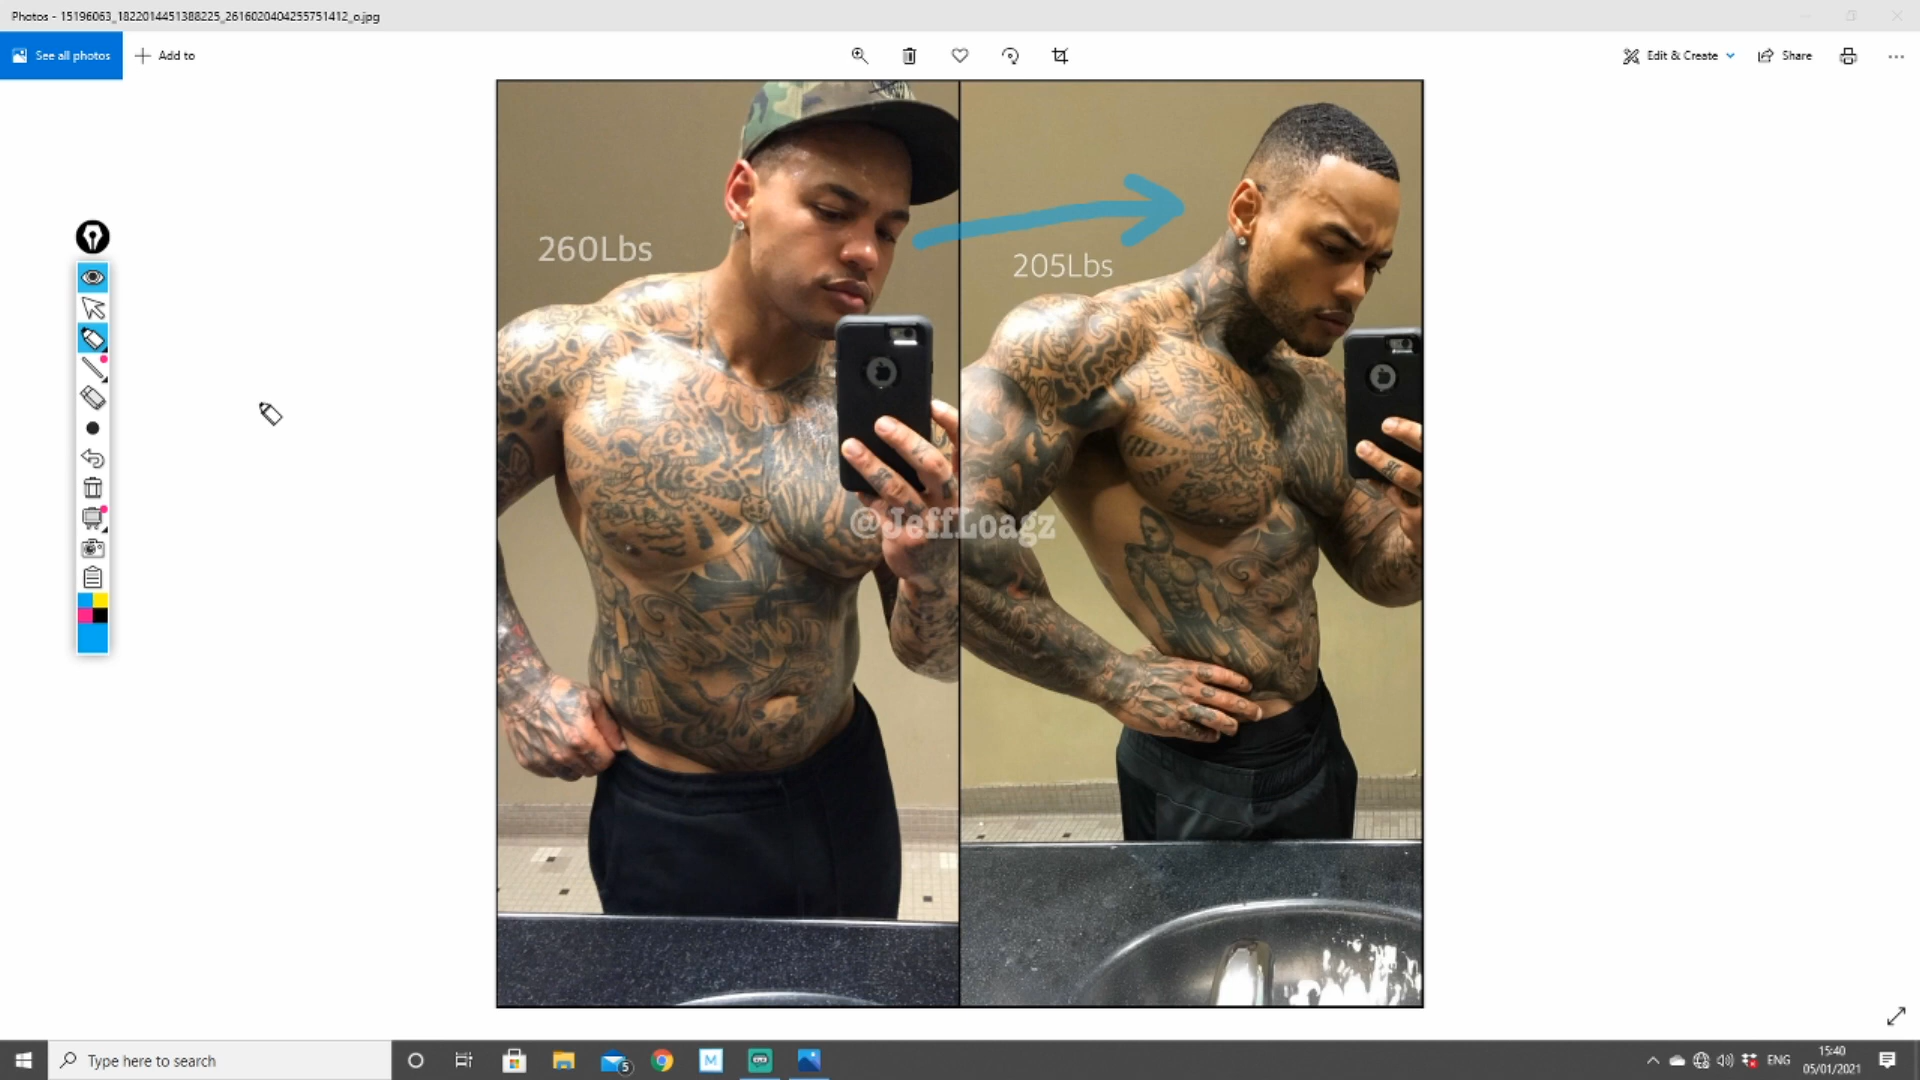 Photos - 15196063_1822014451388225_2616020404255751412_o.jpg
See all photos
Add to
Edit & Create
Share
260Lbs
205Lbs
@JeffLoagz
Type here to search
5
M
ENG
15:40
05/01/2021